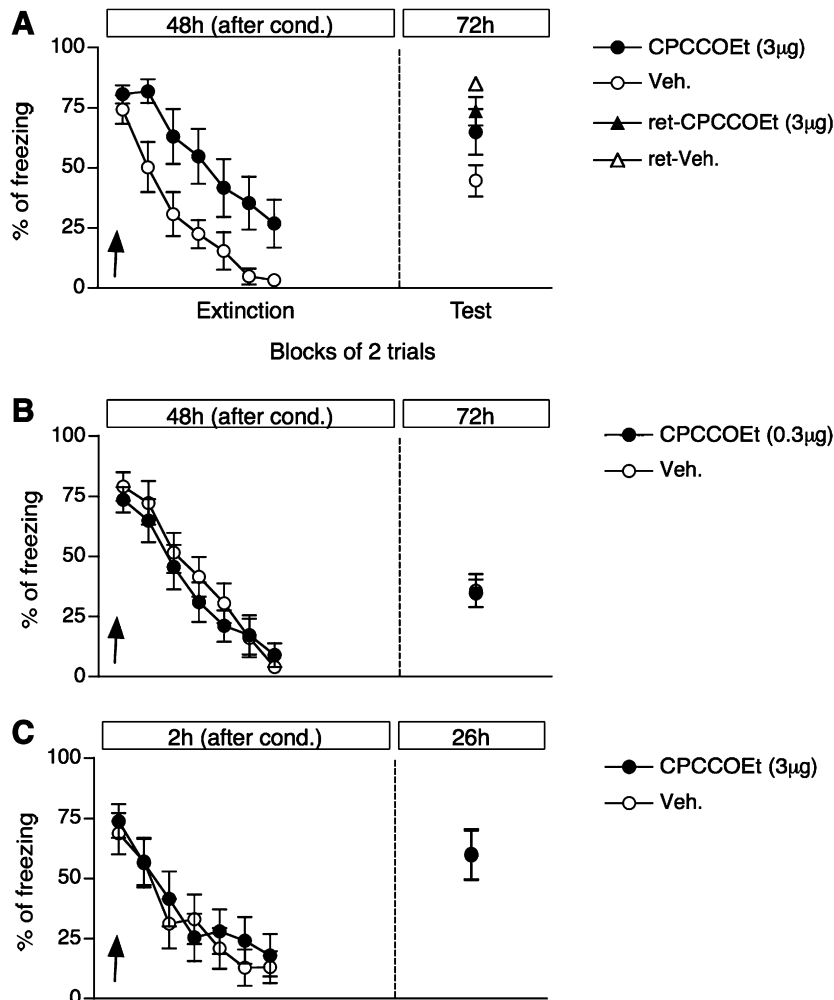 A
48h (after cond.)
72h
100
75
50
25
0
% of freezing
Extinction
Test
Blocks of 2 trials
CPCCOEt (3μg)
Veh.
ret-CPCCOEt (3μg)
ret-Veh.
B
48h (after cond.)
72h
100
75
50
25
0
% of freezing
CPCCOEt (0.3μg)
Veh.
C
2h (after cond.)
26h
100
75
50
25
0
% of freezing
CPCCOEt (3μg)
Veh.